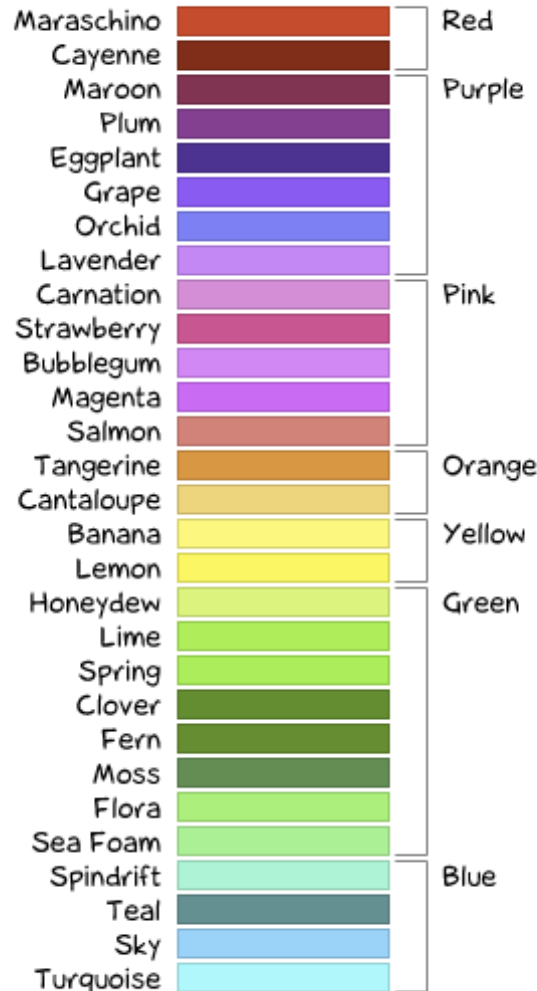 Maraschino Red
Cayenne
Maroon Purple
Plum
Eggplant
Grape
Orchid
Lavender
Carnation Pink
Strawberry
Bubblegum
Magenta
Salmon
Tangerine Orange
Cantaloupe
Banana Yellow
Lemon
Honeydew Green
Lime
Spring
Clover
Fern
Moss
Flora
Sea Foam
Spindrift Blue
Teal
Sky
Turquoise